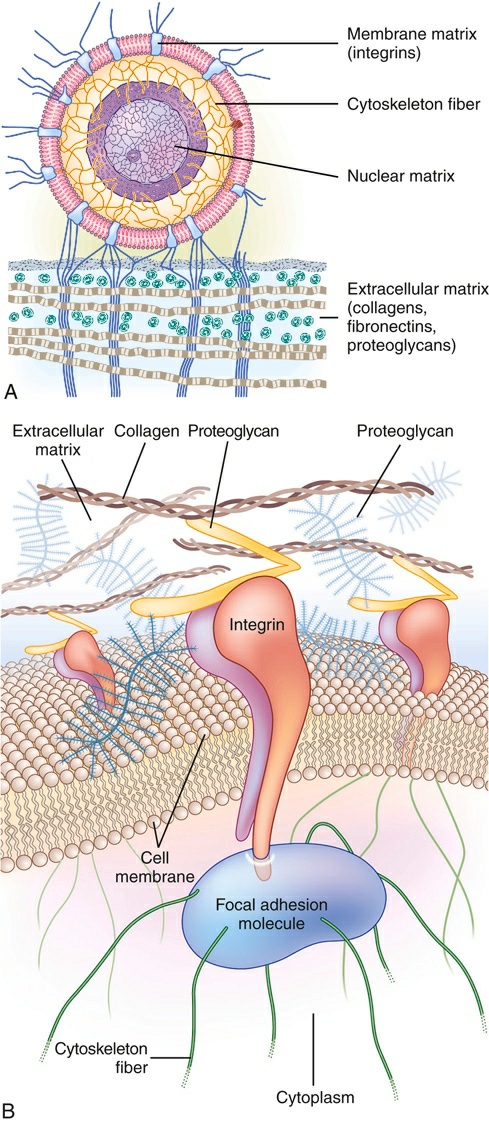 Membrane matrix
(integrins)
Cytoskeleton fiber
Nuclear matrix
Extracellular matrix
(collagens,
fibronectins,
proteoglycans)
A
Extracellular
matrix
Collagen
Proteoglycan
Proteoglycan
Integrin
Cell
membrane
Focal adhesion
molecule
Cytoskeleton
fiber
Cytoplasm
B